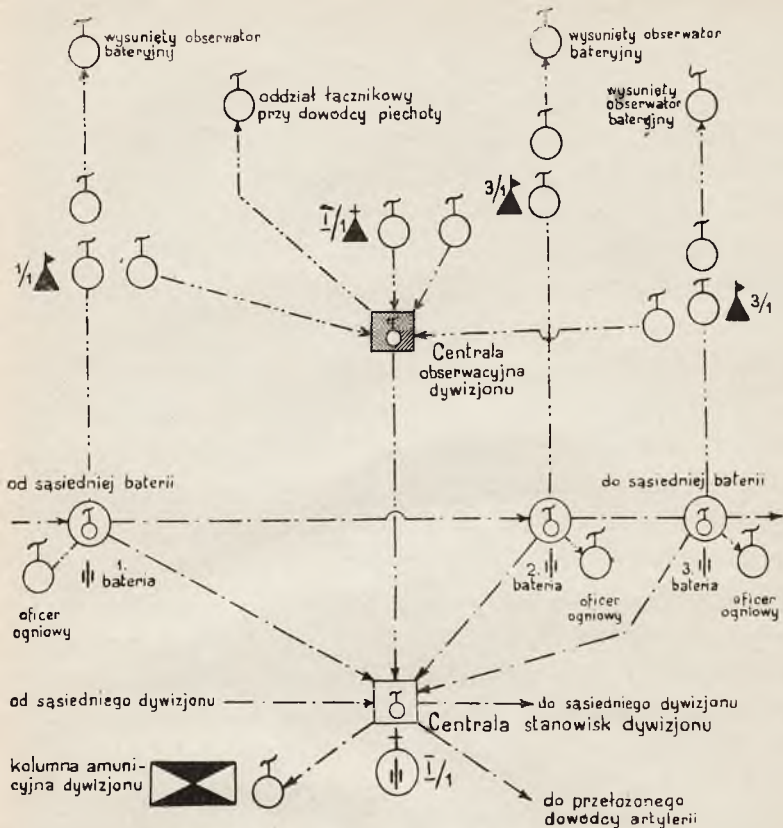 wysunięty obserwator
bateryjny
oddział łącznikowy
przy dowódcy piechoty
wysunięty obserwator
bateryjny
wysunięty
obserwator
bateryjny
1/1
I/1
3/1
3/1
Centrala
obserwacyjna
dywizjonu
od sąsiedniej baterii
do sąsiedniej baterii
1.
bateria
2.
bateria
3.
bateria
oficer
ogniowy
oficer
ogniowy
oficer
ogniowy
od sąsiedniego dywizjonu
do sąsiedniego dywizjonu
Centrala stanowisk dywizjonu
kolumna amuni-
cyjna dywizjonu
I/1
do przełożonego
dowódcy artylerii